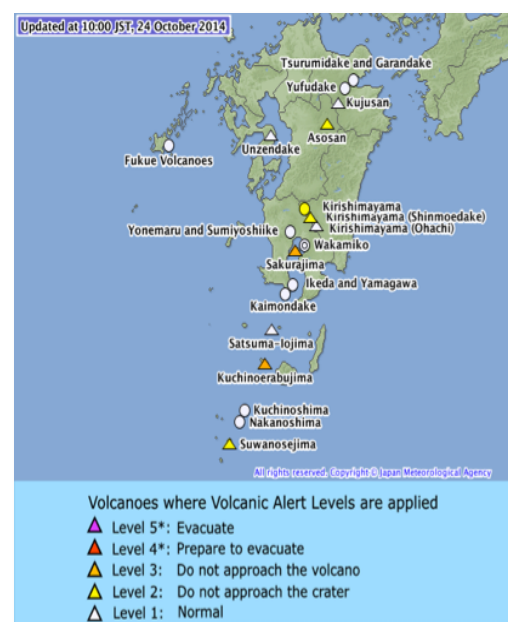 Updated at 10:00 JST, 24 October 2014
Tsurumidake and Garandake
Yufudake
Kujusan
Asosan
Unzendake
Fukue Volcanoes
Kirishimayama
Kirishimayama (Shinmoedake)
Kirishimayama (Ohachi)
Yonemaru and Sumiyoshiike
Wakamiko
Sakurajima
Ikeda and Yamagawa
Kaimondake
Satsuma-Iojima
Kuchinoerabujima
Kuchinoshima
Nakanoshima
Suwanosejima
All rights reserved. Copyright © Japan Meteorological Agency
Volcanoes where Volcanic Alert Levels are applied
Level 5*: Evacuate
Level 4*: Prepare to evacuate
Level 3: Do not approach the volcano
Level 2: Do not approach the crater
Level 1: Normal